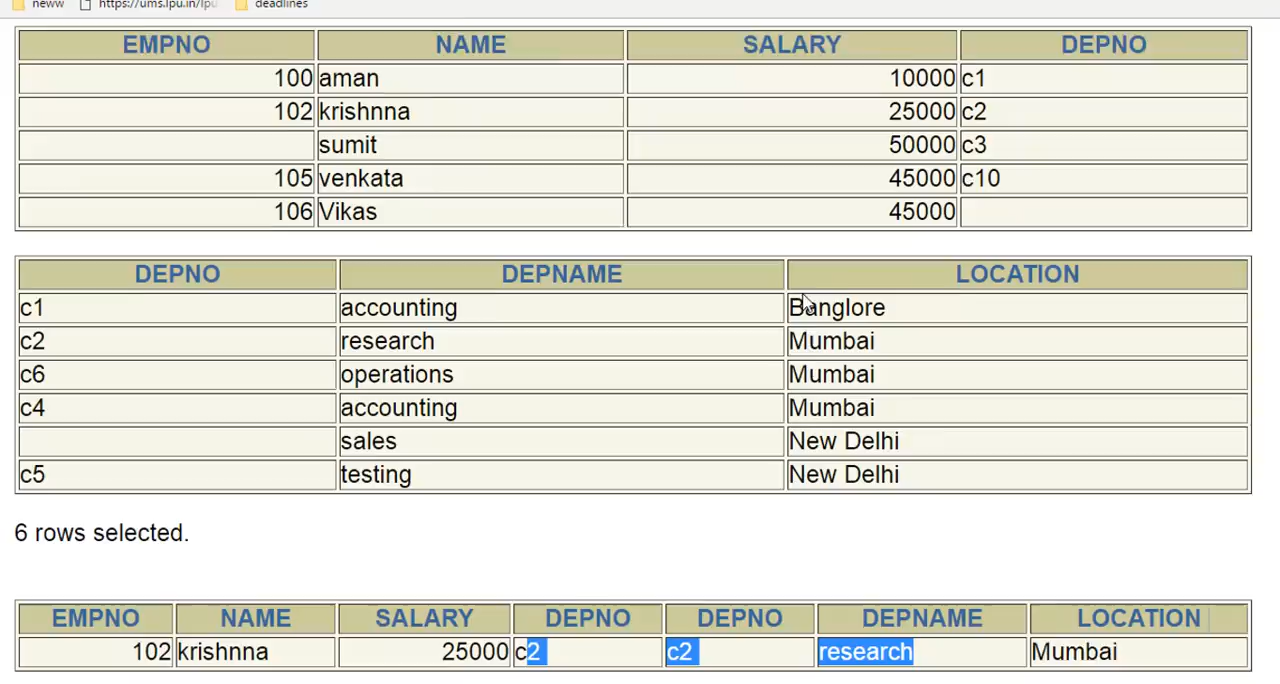 neww https://ums.lpu.in/lpu deadlines
EMPNO NAME SALARY DEPNO
100 aman 10000 c1
102 krishnna 25000 c2
sumit 50000 c3
105 venkata 45000 c10
106 Vikas 45000
DEPNO DEPNAME LOCATION
c1 accounting Banglore
c2 research Mumbai
c6 operations Mumbai
c4 accounting Mumbai
sales New Delhi
c5 testing New Delhi
6 rows selected.
EMPNO NAME SALARY DEPNO DEPNO DEPNAME LOCATION
102 krishnna 25000 c2 c2 research Mumbai